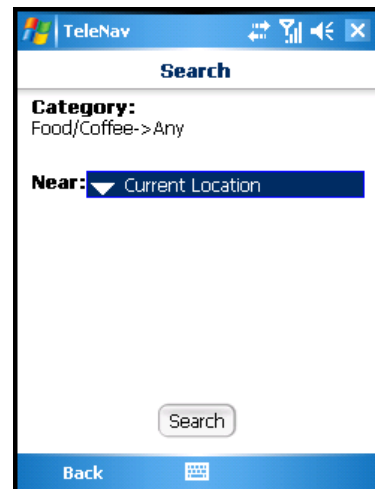 TeleNav
Search
Category:
Food/Coffee->Any
Near: Current Location
Search
Back